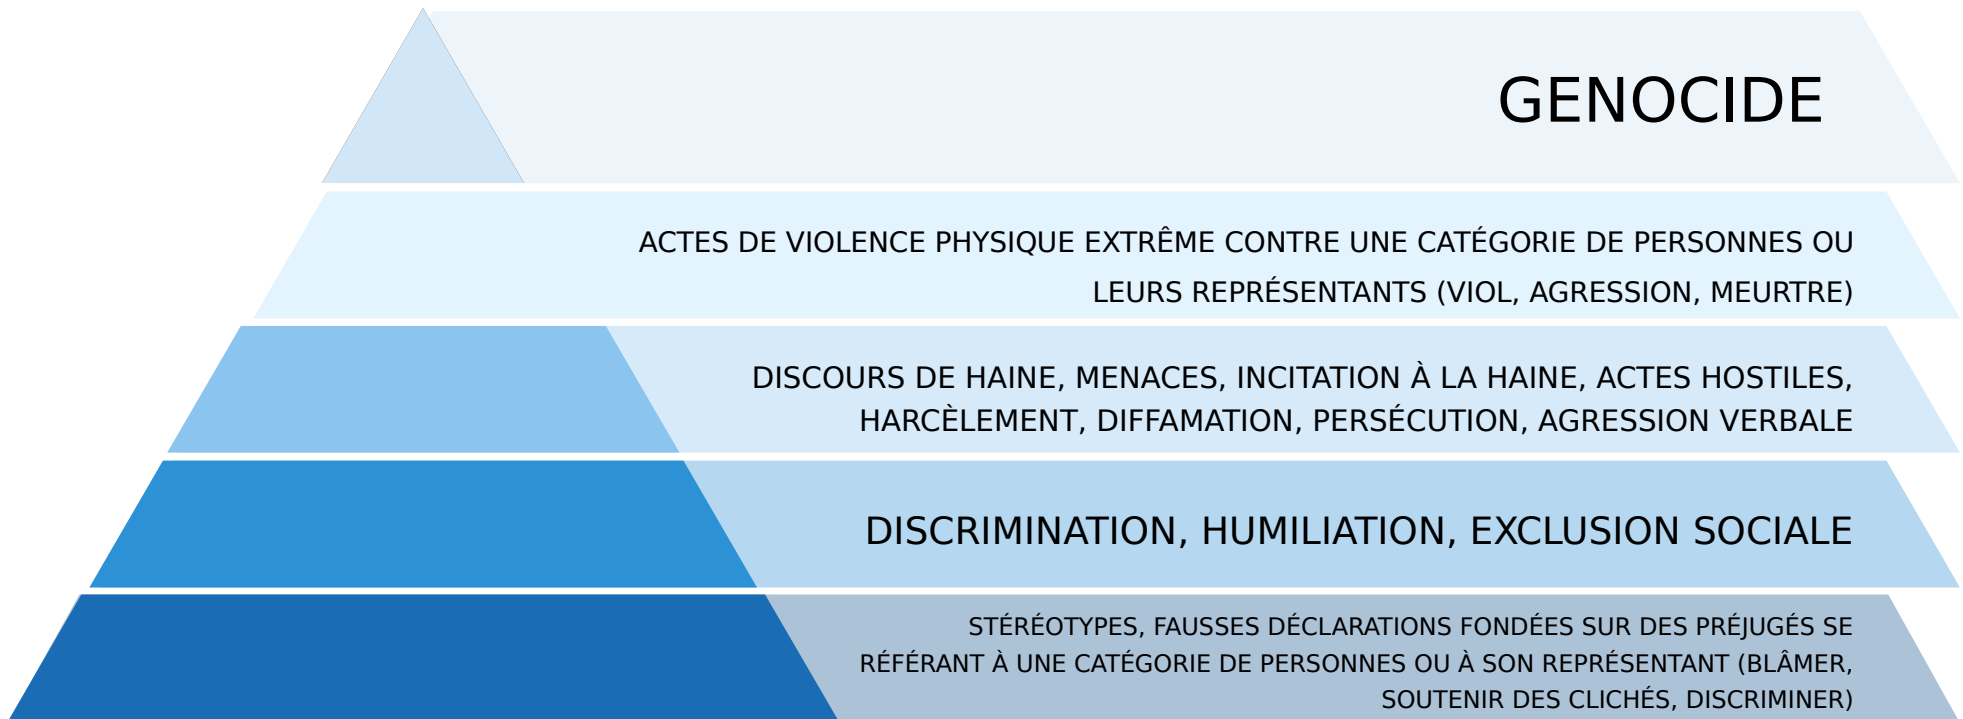 GENOCIDE
ACTES DE VIOLENCE PHYSIQUE EXTRÊME CONTRE UNE CATÉGORIE DE PERSONNES OU
LEURS REPRÉSENTANTS (VIOL, AGRESSION, MEURTRE)
DISCOURS DE HAINE, MENACES, INCITATION À LA HAINE, ACTES HOSTILES,
HARCÈLEMENT, DIFFAMATION, PERSÉCUTION, AGRESSION VERBALE
DISCRIMINATION, HUMILIATION, EXCLUSION SOCIALE
STÉRÉOTYPES, FAUSSES DÉCLARATIONS FONDÉES SUR DES PRÉJUGÉS SE
RÉFÉRANT À UNE CATÉGORIE DE PERSONNES OU À SON REPRÉSENTANT (BLÂMER,
SOUTENIR DES CLICHÉS, DISCRIMINER)